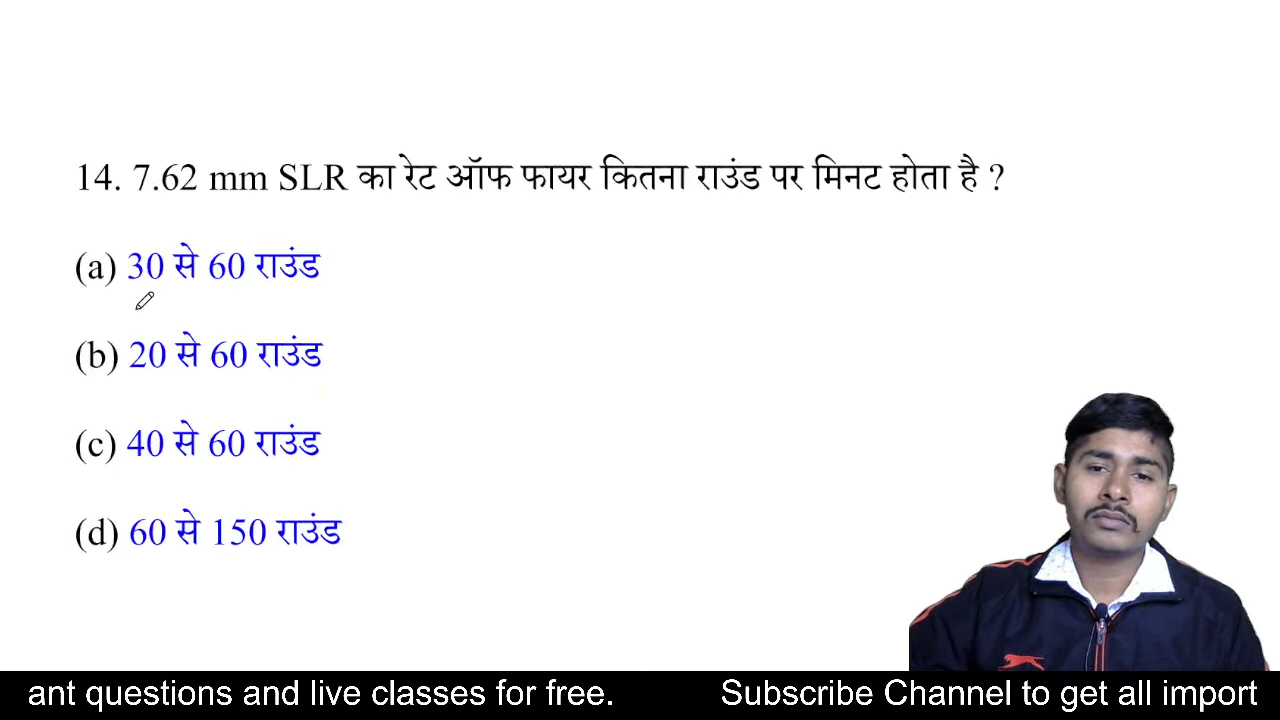 14. 7.62 mm SLR का रेट ऑफ फायर कितना राउंड पर मिनट होता है ?
(a) 30 से 60 राउंड
(b) 20 से 60 राउंड
(c) 40 से 60 राउंड
(d) 60 से 150 राउंड
ant questions and live classes for free. Subscribe Channel to get all import